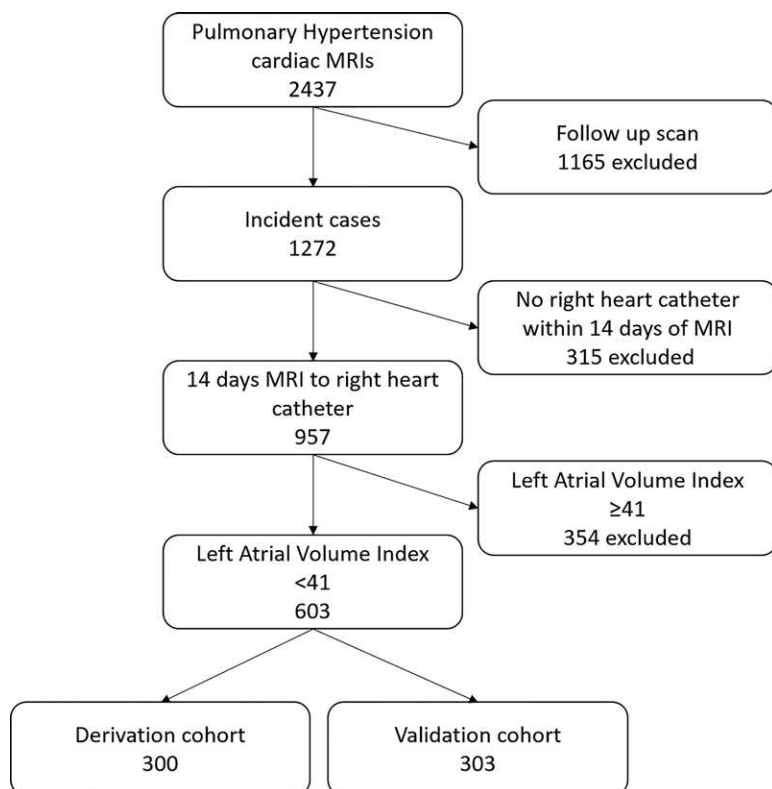 Pulmonary Hypertension
cardiac MRIs
2437
Follow up scan
1165 excluded
Incident cases
1272
No right heart catheter
within 14 days of MRI
315 excluded
14 days MRI to right heart
catheter
957
Left Atrial Volume Index
≥41
354 excluded
Left Atrial Volume Index
<41
603
Derivation cohort
300
Validation cohort
303